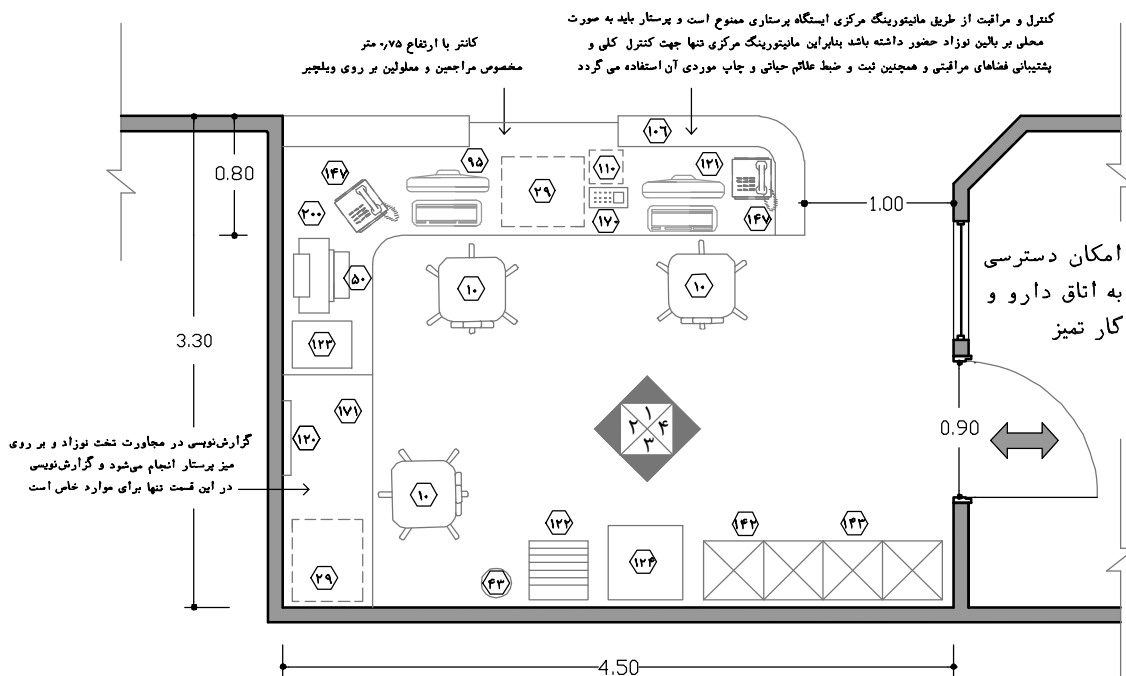 کنترل و مراقبت از طریق مانیتورینگ مرکزی ایستگاه پرستاری ممنوع است و پرستار باید به صورت
محلی بر بالین نوزاد حضور داشته باشد بنابراین مانیتورینگ مرکزی تنها جهت کنترل کلی و
پشتیبانی فضاهای مراقبتی و همچنین ثبت و ضبط علائم حیاتی و چاپ موردی آن استفاده می گردد
کانتر با ارتفاع ۰,۷۵ متر
مخصوص مراجعین و معلولین بر روی ویلچیر
۱۰۶
۹۵
۱۱۰
۱۲۱
۱۴۷
۲۹
0.80
۲۰۰
۱۷۰
۱۴۷
1.00
امکان دسترسی
به اتاق دارو و
کار تمیز
۵۰
۱۰
۱۰
3.30
۱۲۳
۱۷۱
۱۲۰
۱
۲
۴
۳
0.90
گزارش‌نویسی در مجاورت تخت نوزاد و بر روی
میز پرستار انجام می‌شود و گزارش‌نویسی
در این قسمت تنها برای موارد خاص است
۱۰
۱۲۲
۱۴۲
۱۴۳
۱۲۴
۲۹
۴۳
4.50